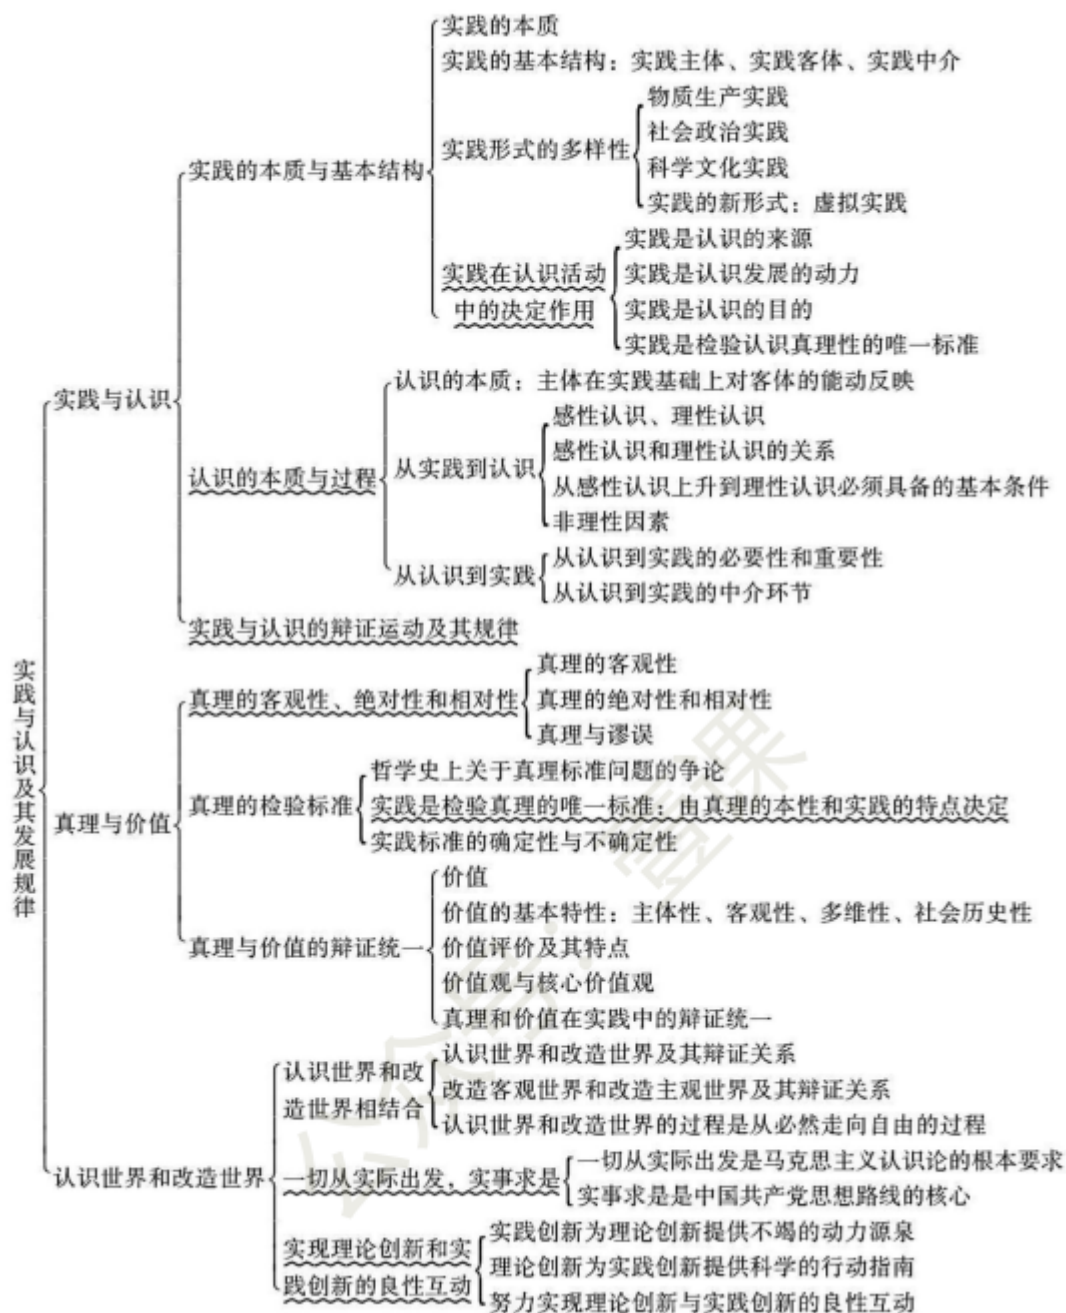 实践的本质
实践的基本结构：实践主体、实践客体、实践中介
物质生产实践
社会政治实践
实践形式的多样性
科学文化实践
实践的本质与基本结构
实践的新形式：虚拟实践
实践是认识的来源
实践在认识活动
实践是认识发展的动力
中的决定作用
实践是认识的目的
实践是检验认识真理性的唯一标准
认识的本质：主体在实践基础上对客体的能动反映
实践与认识
感性认识、理性认识
感性认识和理性认识的关系
从实践到认识
认识的本质与过程
从感性认识上升到理性认识必须具备的基本条件
非理性因素
从认识到实践的必要性和重要性
从认识到实践
从认识到实践的中介环节
实践与认识的辩证运动及其规律
实践与认识及其发展规律
真理的客观性
真理的客观性、绝对性和相对性
真理的绝对性和相对性
真理与谬误
哲学史上关于真理标准问题的争论
真理的检验标准
实践是检验真理的唯一标准：由真理的本性和实践的特点决定
真理与价值
实践标准的确定性与不确定性
价值
价值的基本特性：主体性、客观性、多维性、社会历史性
真理与价值的辩证统一
价值评价及其特点
价值观与核心价值观
真理和价值在实践中的辩证统一
认识世界和改造世界及其辩证关系
认识世界和改
造世界相结合
改造客观世界和改造主观世界及其辩证关系
认识世界和改造世界的过程是从必然走向自由的过程
认识世界和改造世界
一切从实际出发，实事求是
一切从实际出发是马克思主义认识论的根本要求
实事求是是中国共产党思想路线的核心
实践创新为理论创新提供不竭的动力源泉
实现理论创新和实
践创新的良性互动
理论创新为实践创新提供科学的行动指南
努力实现理论创新与实践创新的良性互动
公众号：壹课